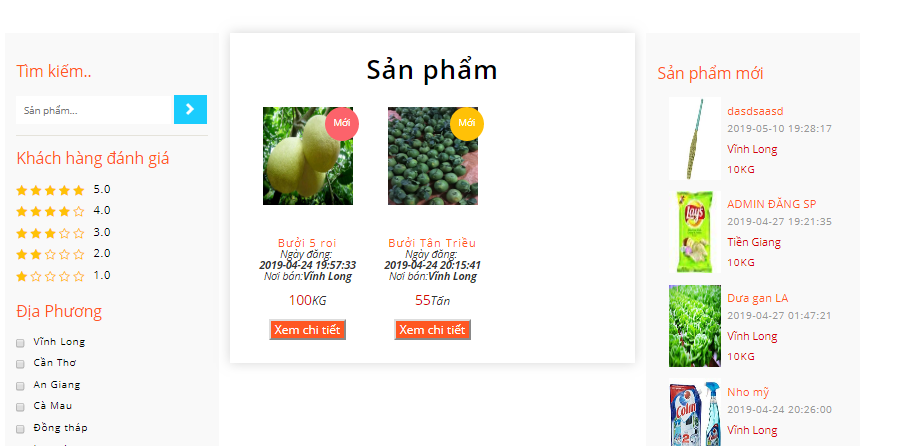 Tìm kiếm..
Sản phẩm...
Khách hàng đánh giá
5.0
4.0
3.0
2.0
1.0
Địa Phương
Vĩnh Long
Cần Thơ
An Giang
Cà Mau
Đồng tháp
Sản phẩm
Mới
Bưởi 5 roi
Ngày đăng:
2019-04-24 19:57:33
Nơi bán:Vĩnh Long
100KG
Xem chi tiết
Mới
Bưởi Tân Triều
Ngày đăng:
2019-04-24 20:15:41
Nơi bán:Vĩnh Long
55Tấn
Xem chi tiết
Sản phẩm mới
dasdsaasd
2019-05-10 19:28:17
Vĩnh Long
10KG
Lay's
ADMIN ĐĂNG SP
2019-04-27 19:21:35
Tiền Giang
10KG
Dưa gan LA
2019-04-27 01:47:21
Vĩnh Long
10KG
Nho mỹ
2019-04-24 20:26:00
Vĩnh Long